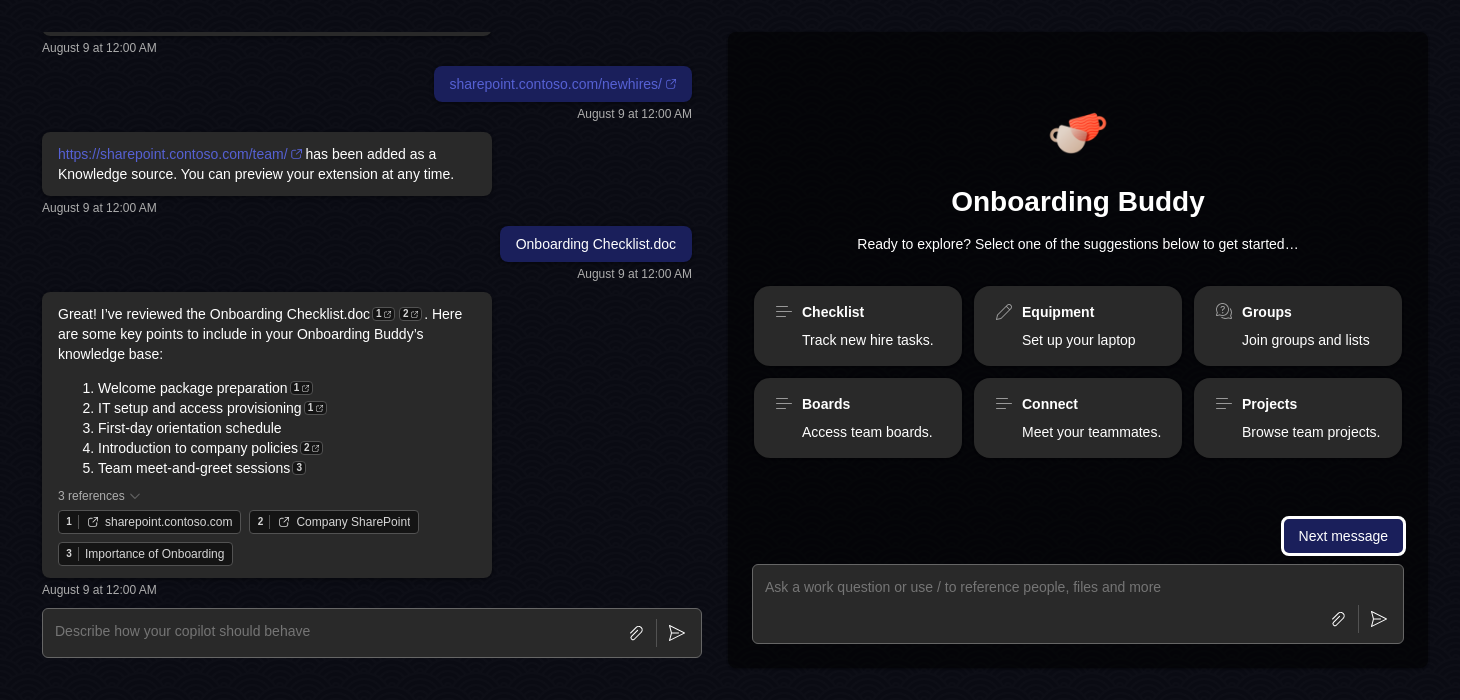 August 9 at 12:00 AM
sharepoint.contoso.com/newhires/
August 9 at 12:00 AM
https://sharepoint.contoso.com/team/ has been added as a
Knowledge source. You can preview your extension at any time.
August 9 at 12:00 AM
Onboarding Checklist.doc
August 9 at 12:00 AM
Great! I've reviewed the Onboarding Checklist.doc 1 2 . Here
are some key points to include in your Onboarding Buddy's
knowledge base:
1. Welcome package preparation 1
2. IT setup and access provisioning 1
3. First-day orientation schedule
4. Introduction to company policies 2
5. Team meet-and-greet sessions 3
3 references
1 sharepoint.contoso.com 2 Company SharePoint
3 Importance of Onboarding
August 9 at 12:00 AM
Describe how your copilot should behave
Onboarding Buddy
Ready to explore? Select one of the suggestions below to get started…
Checklist
Track new hire tasks.
Equipment
Set up your laptop
Groups
Join groups and lists
Boards
Access team boards.
Connect
Meet your teammates.
Projects
Browse team projects.
Next message
Ask a work question or use / to reference people, files and more